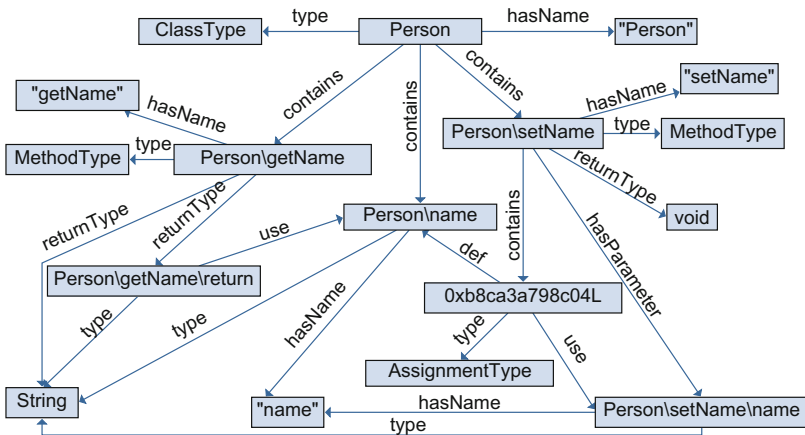 ClassType
type
Person
hasName
"Person"
"getName"
hasName
contains
contains
contains
"setName"
hasName
MethodType
type
Person\getName
Person\setName
type
MethodType
returnType
returnType
use
Person\name
contains
returnType
void
hasParameter
Person\getName\return
def
0xb8ca3a798c04L
type
type
hasName
type
use
AssignmentType
String
"name"
hasName
Person\setName\name
type